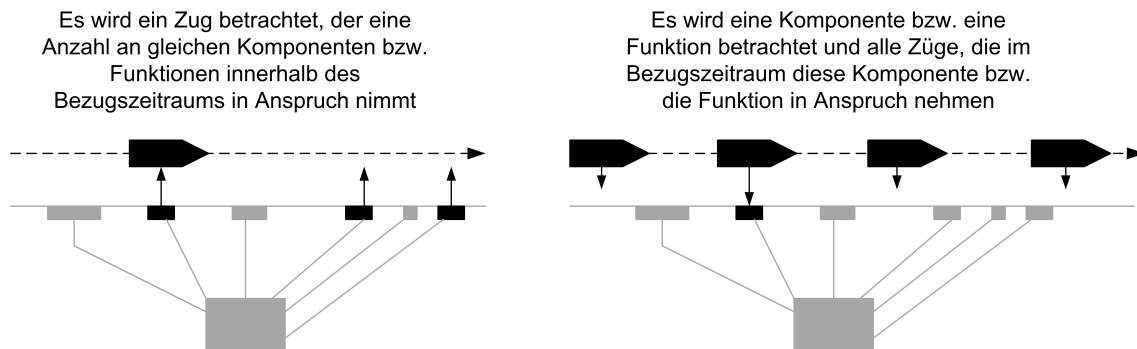 Es wird ein Zug betrachtet, der eine
Anzahl an gleichen Komponenten bzw.
Funktionen innerhalb des
Bezugszeitraums in Anspruch nimmt
Es wird eine Komponente bzw. eine
Funktion betrachtet und alle Züge, die im
Bezugszeitraum diese Komponente bzw.
die Funktion in Anspruch nehmen